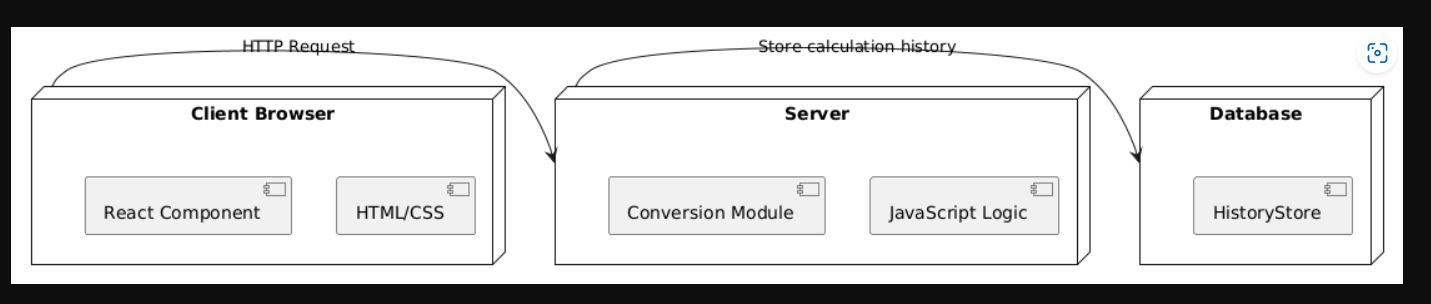 HTTP Request
Store calculation history
Client Browser
Server
Database
React Component
HTML/CSS
Conversion Module
JavaScript Logic
HistoryStore